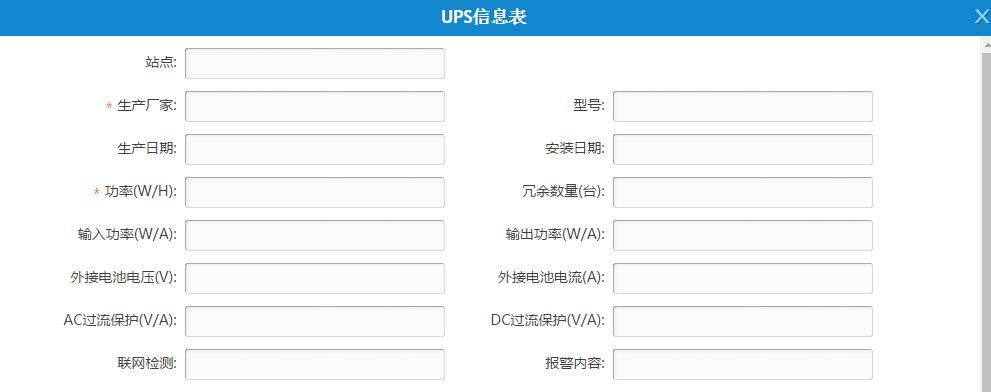 UPS信息表 X
站点:
* 生产厂家: 型号:
生产日期: 安装日期:
* 功率(W/H): 冗余数量(台):
输入功率(W/A): 输出功率(W/A):
外接电池电压(V): 外接电池电流(A):
AC过流保护(V/A): DC过流保护(V/A):
联网检测: 报警内容: